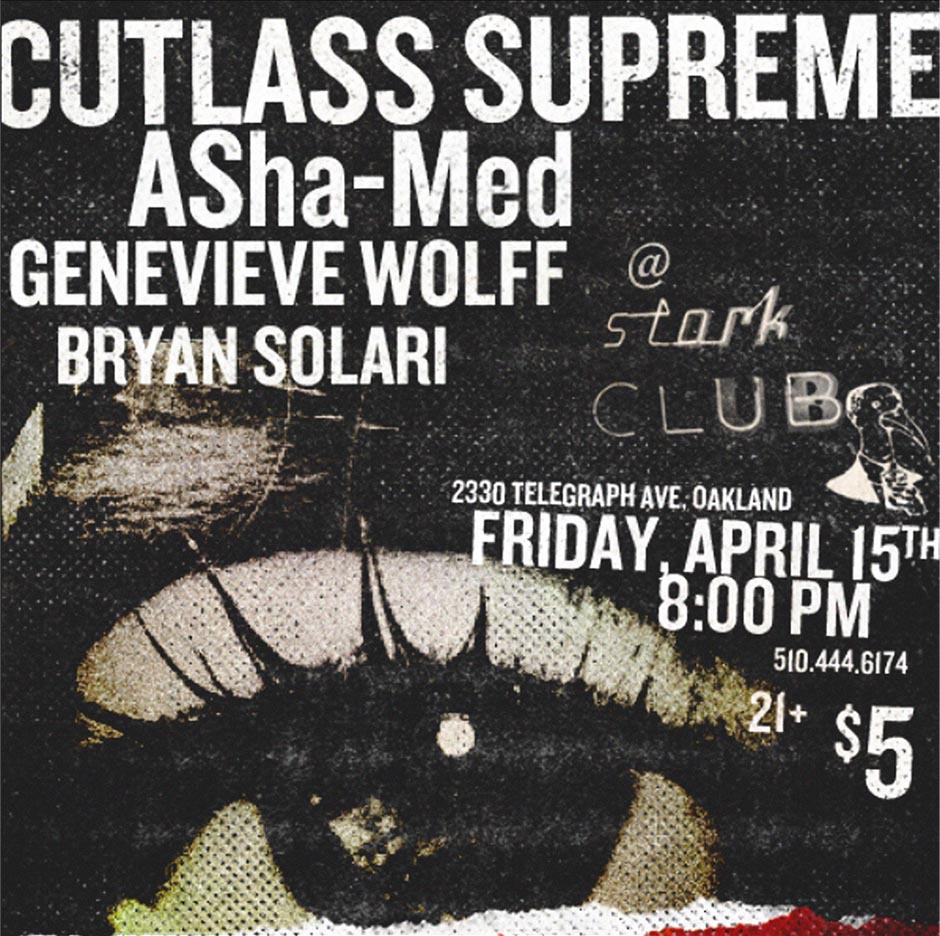 CUTLASS SUPREME
ASha-Med
GENEVIEVE WOLFF
BRYAN SOLARI
@
stork
CLUB
2330 TELEGRAPH AVE, OAKLAND
FRIDAY, APRIL 15TH
8:00 PM
510.444.6174
21+
$5